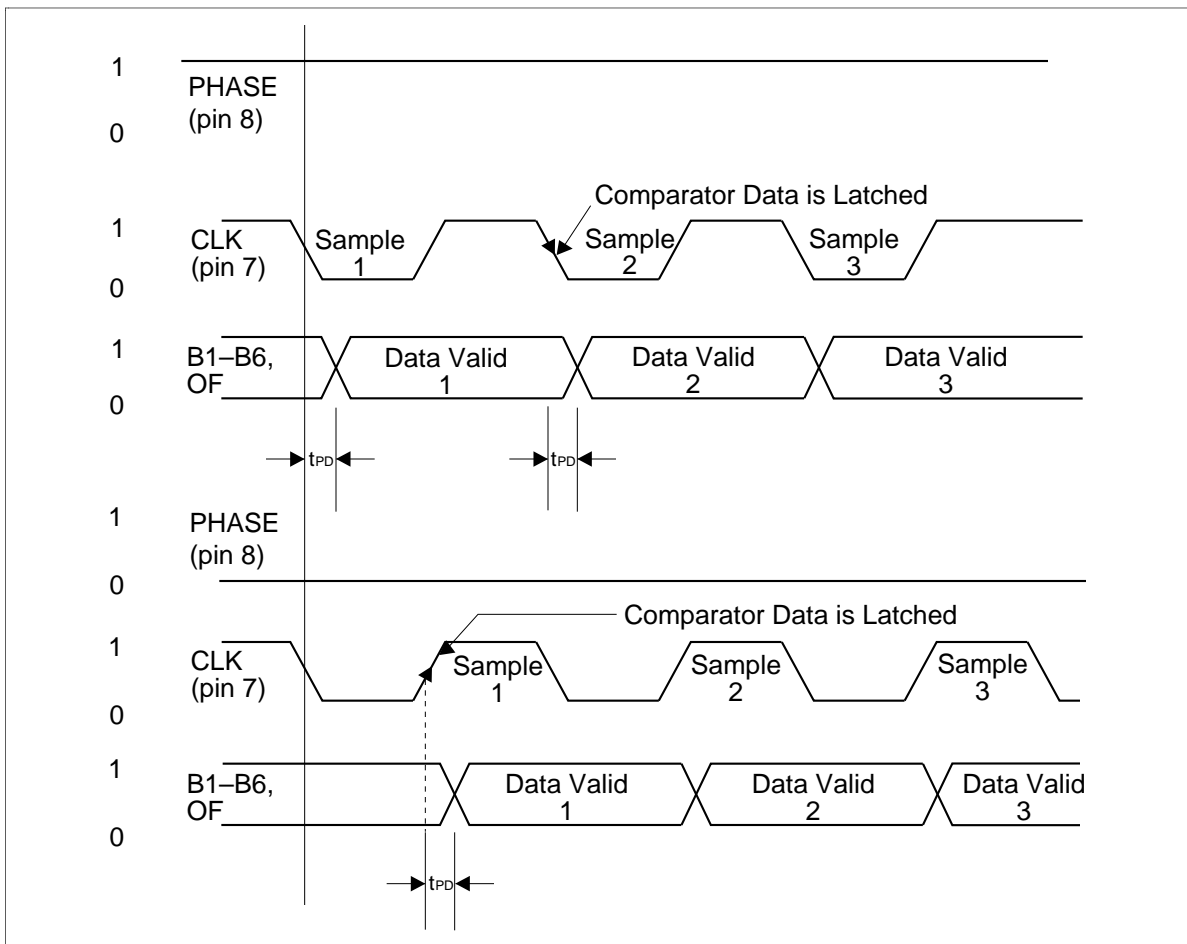 1
PHASE
(pin 8)
0
Comparator Data is Latched
1
CLK
(pin 7)
0
Sample
1
Sample
2
Sample
3
1
B1–B6,
OF
0
Data Valid
1
Data Valid
2
Data Valid
3
tPD
tPD
1
PHASE
(pin 8)
0
Comparator Data is Latched
1
CLK
(pin 7)
0
Sample
1
Sample
2
Sample
3
1
B1–B6,
OF
0
Data Valid
1
Data Valid
2
Data Valid
3
tPD